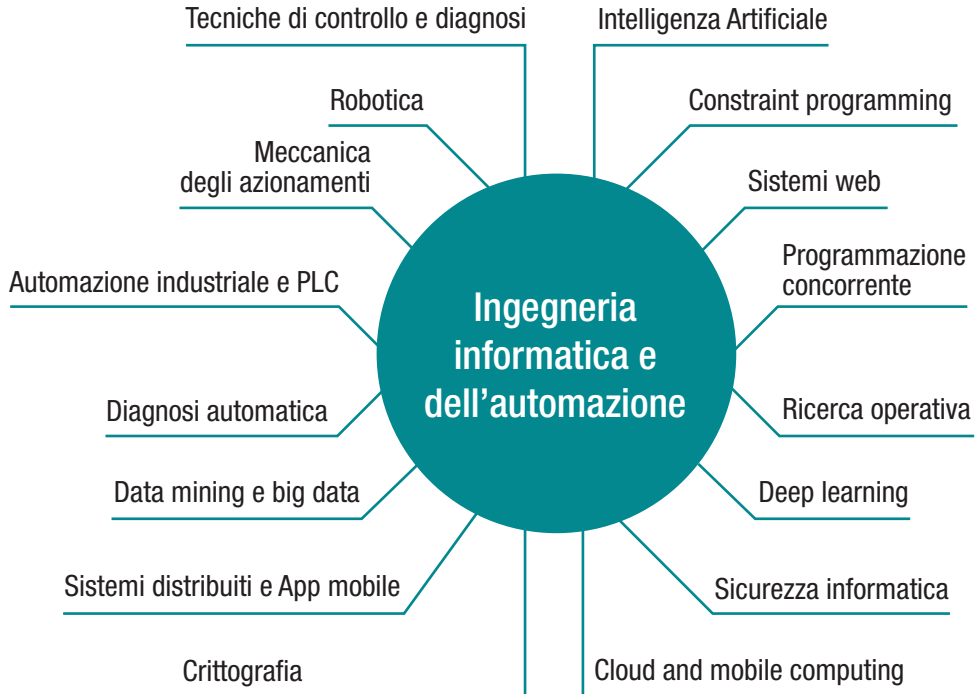 Tecniche di controllo e diagnosi
Intelligenza Artificiale
Robotica
Constraint programming
Meccanica
degli azionamenti
Sistemi web
Programmazione
concorrente
Automazione industriale e PLC
Ingegneria
informatica e
dell’automazione
Diagnosi automatica
Ricerca operativa
Data mining e big data
Deep learning
Sistemi distribuiti e App mobile
Sicurezza informatica
Crittografia
Cloud and mobile computing